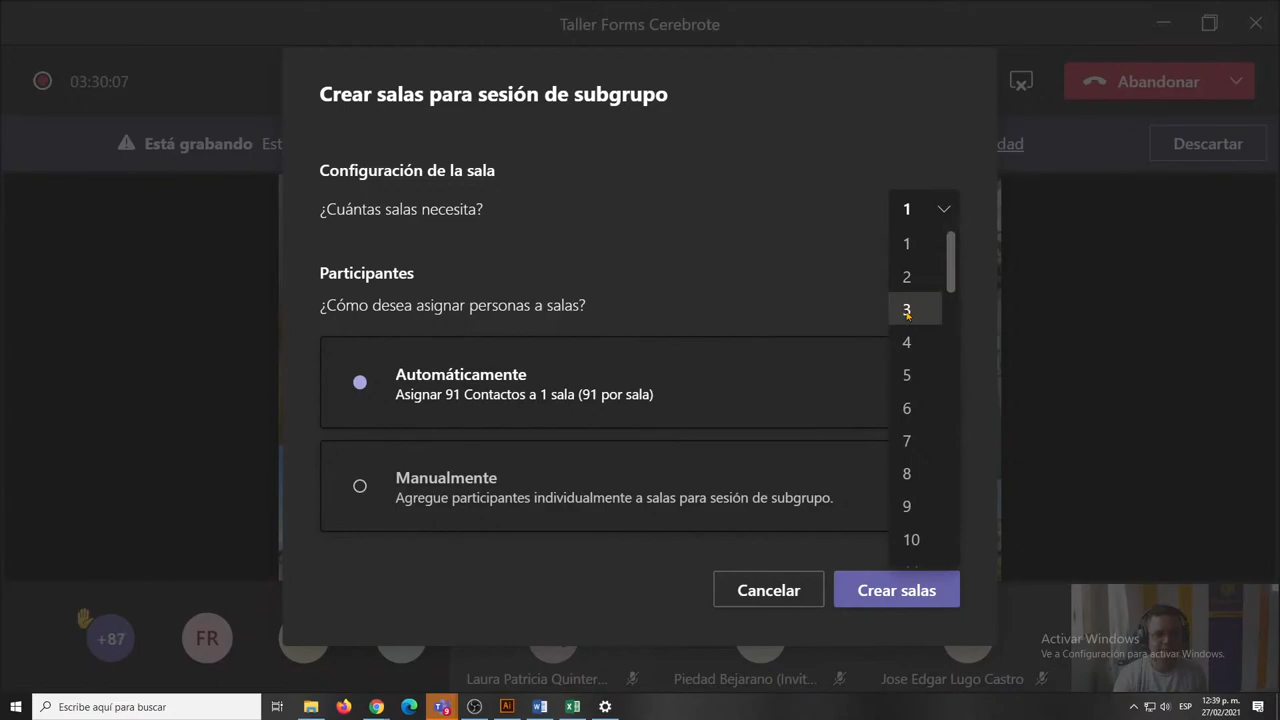 Taller Forms Cerebrote
03:30:07
Abandonar
Está grabando Est
dad
Descartar
Crear salas para sesión de subgrupo
Configuración de la sala
¿Cuántas salas necesita?
1
1
2
3
4
5
6
7
8
9
10
Participantes
¿Cómo desea asignar personas a salas?
Automáticamente
Asignar 91 Contactos a 1 sala (91 por sala)
Manualmente
Agregue participantes individualmente a salas para sesión de subgrupo.
Cancelar
Crear salas
+87
FR
Laura Patricia Quinter...
Piedad Bejarano (Invit...
Jose Edgar Lugo Castro
Activar Windows
Ve a Configuración para activar Windows.
Escribe aquí para buscar
9
ESP
12:39 p. m.
27/02/2021